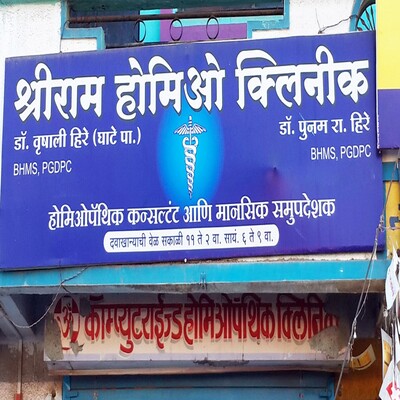 श्रीराम होमिओ क्लिनीक
डॉ. वृषाली हिरे (घाटे पा.)
BHMS, PGDPC
डॉ. पुनम रा. हिरे
BHMS, PGDPC
होमिओपॅथिक कन्सल्टंट आणि मानसिक समुपदेशक
दवाखान्याची वेळ सकाळी ११ ते २ वा. सायं. ६ ते ९ वा.
ॐ कॉम्प्युटराईज्ड होमिओपॅथिक क्लिनिक